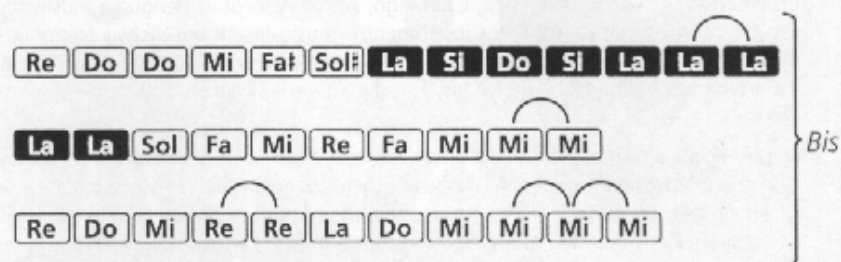 Re Do Do Mi Fa♯ Sol♯ La Si Do Si La La La
La La Sol Fa Mi Re Fa Mi Mi Mi
Bis
Re Do Mi Re Re La Do Mi Mi Mi Mi